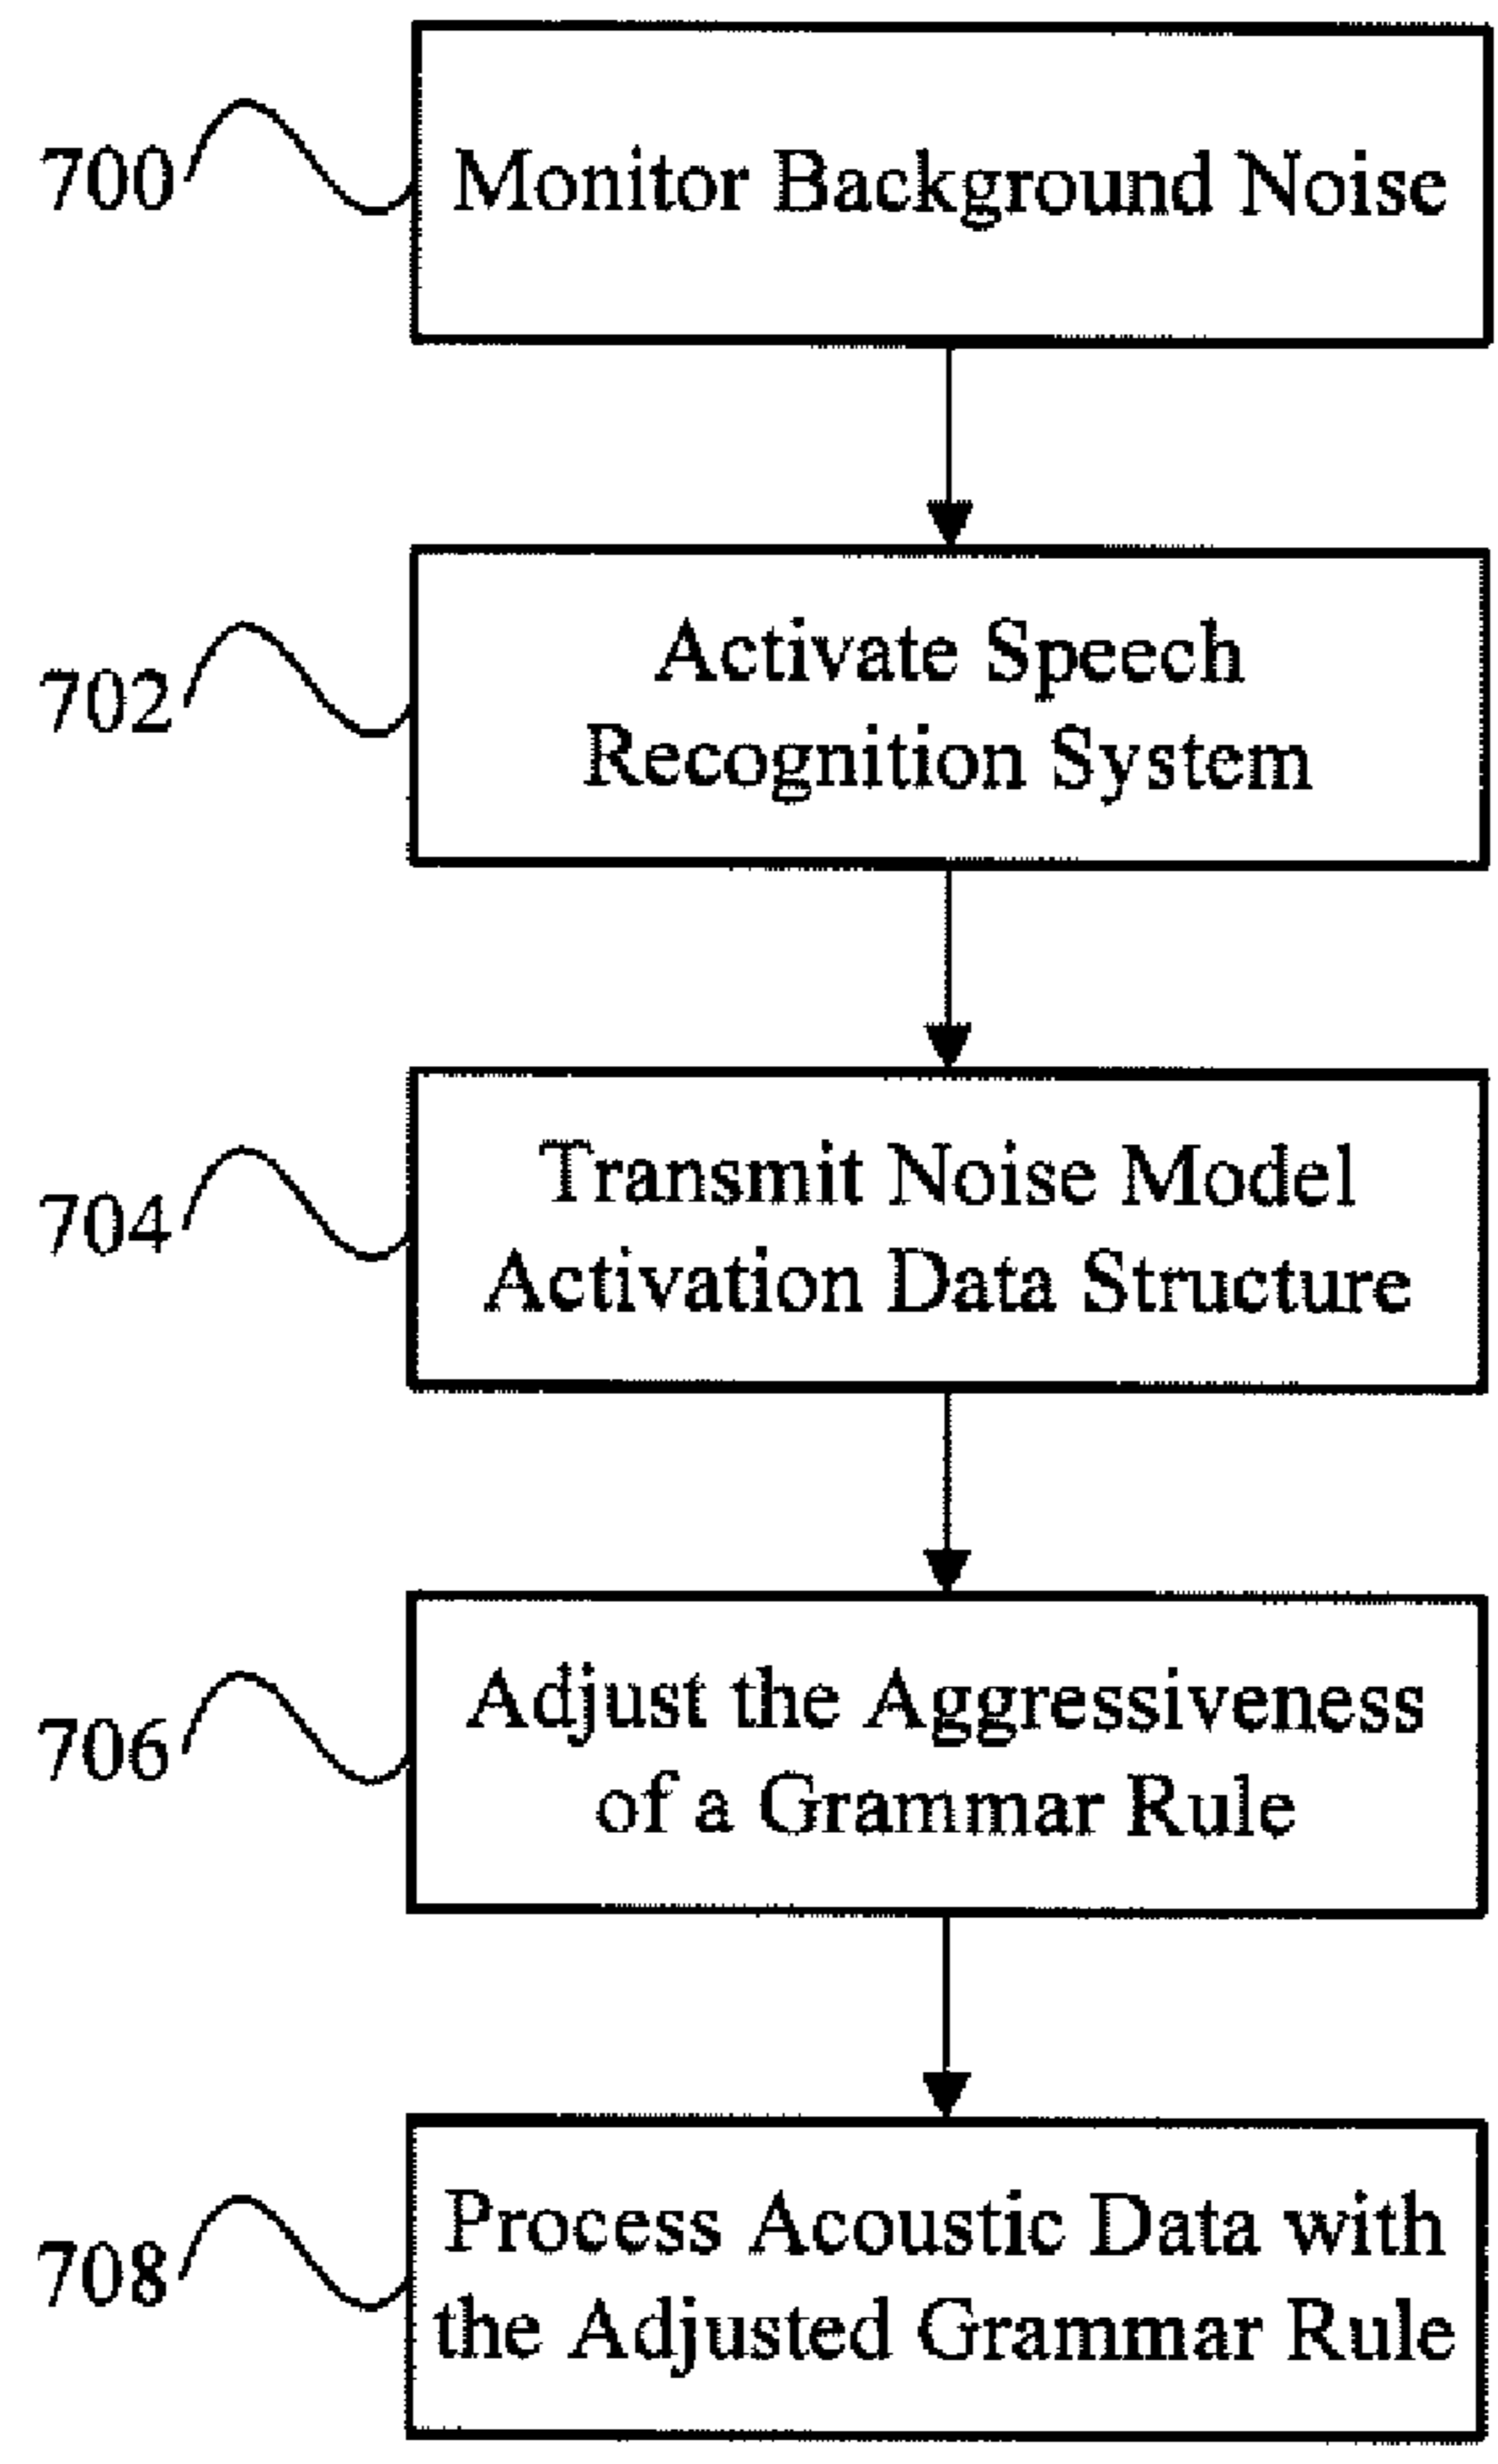 700
Monitor Background Noise
702
Activate Speech
Recognition System
704
Transmit Noise Model
Activation Data Structure
706
Adjust the Aggressiveness
of a Grammar Rule
708
Process Acoustic Data with
the Adjusted Grammar Rule